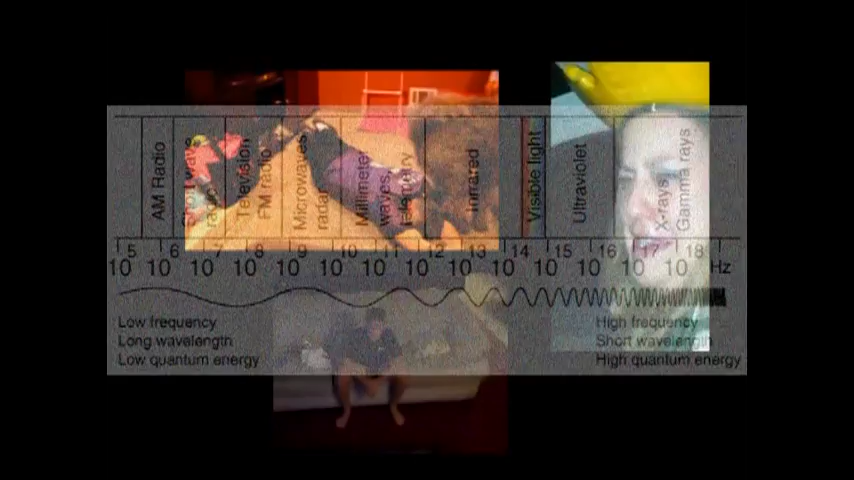 AM Radio
Short wave radio
Television FM radio
Microwaves radar
Millimeter waves, telemetry
Infrared
Visible light
Ultraviolet
X-rays Gamma rays
10^5 10^6 10^7 10^8 10^9 10^10 10^11 10^12 10^13 10^14 10^15 10^16 10^17 10^18 Hz
Low frequency High frequency
Long wavelength Short wavelength
Low quantum energy High quantum energy